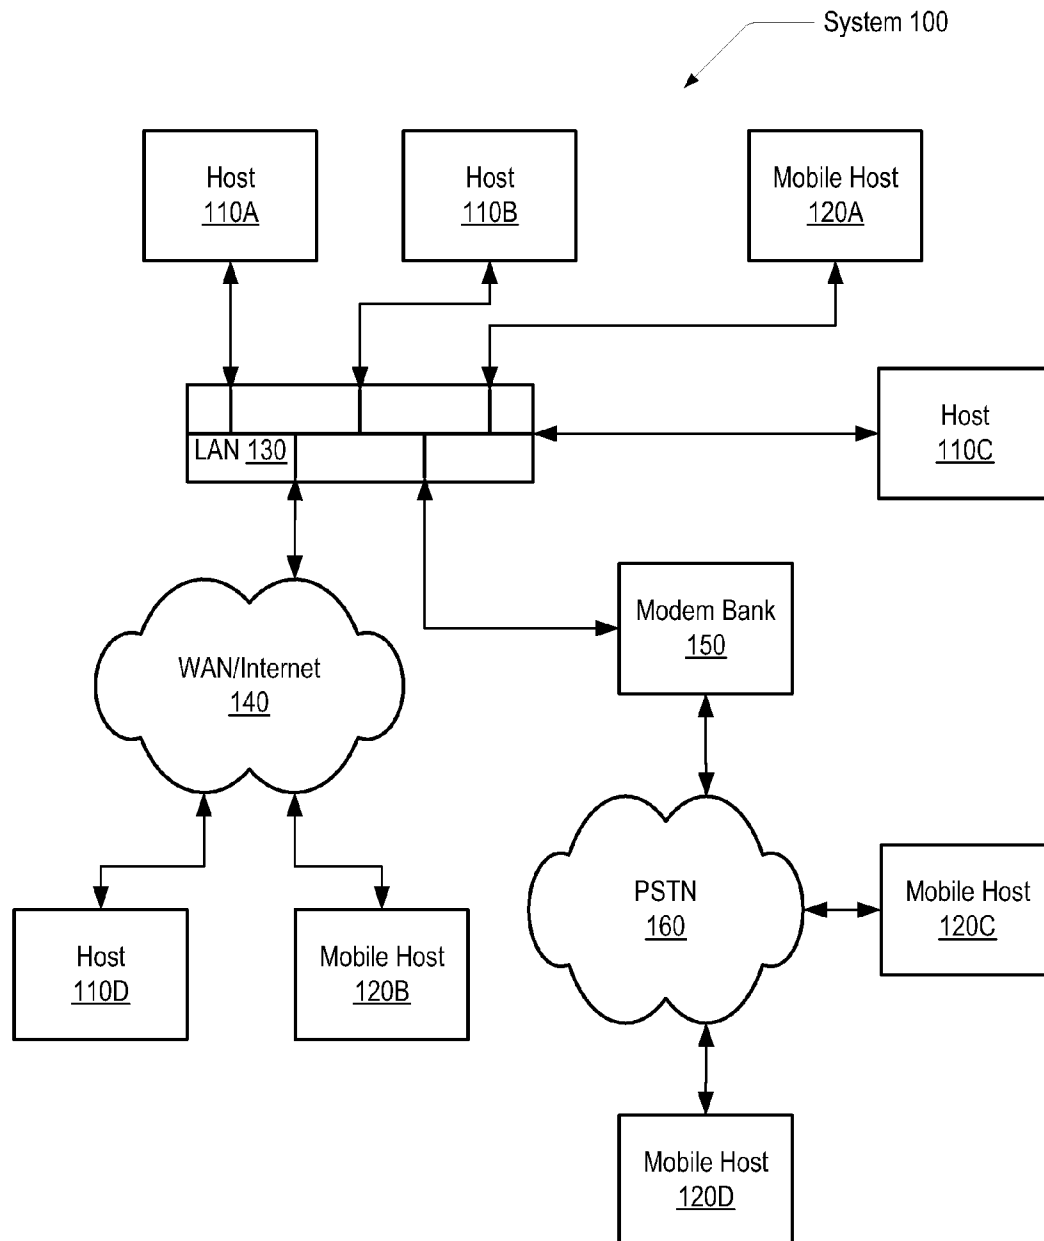 System 100
Host
110A
Host
110B
Mobile Host
120A
Host
110C
LAN 130
Modem Bank
150
WAN/Internet
140
PSTN
160
Mobile Host
120C
Host
110D
Mobile Host
120B
Mobile Host
120D